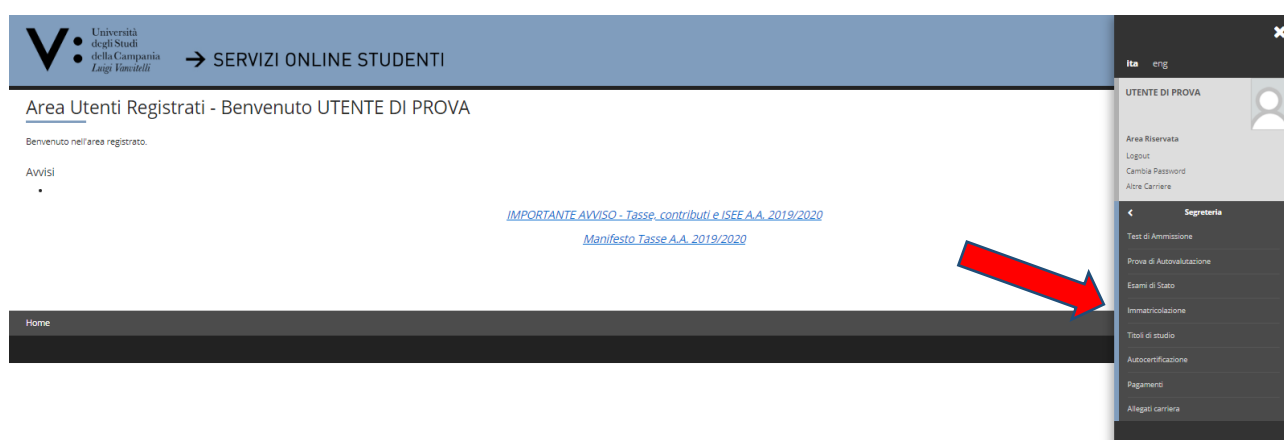 V:
Università
degli Studi
della Campania
Luigi Vanvitelli
→ SERVIZI ONLINE STUDENTI
Area Utenti Registrati - Benvenuto UTENTE DI PROVA
Benvenuto nell'area registrato.
Avvisi
•
IMPORTANTE AVVISO - Tasse, contributi e ISEE A.A. 2019/2020
Manifesto Tasse A.A. 2019/2020
Home
ita eng
UTENTE DI PROVA
Area Riservata
Logout
Cambia Password
Altre Carriere
Segreteria
Test di Ammissione
Prova di Autovalutazione
Esami di Stato
Immatricolazione
Titoli di studio
Autocertificazione
Pagamenti
Allegati carriera